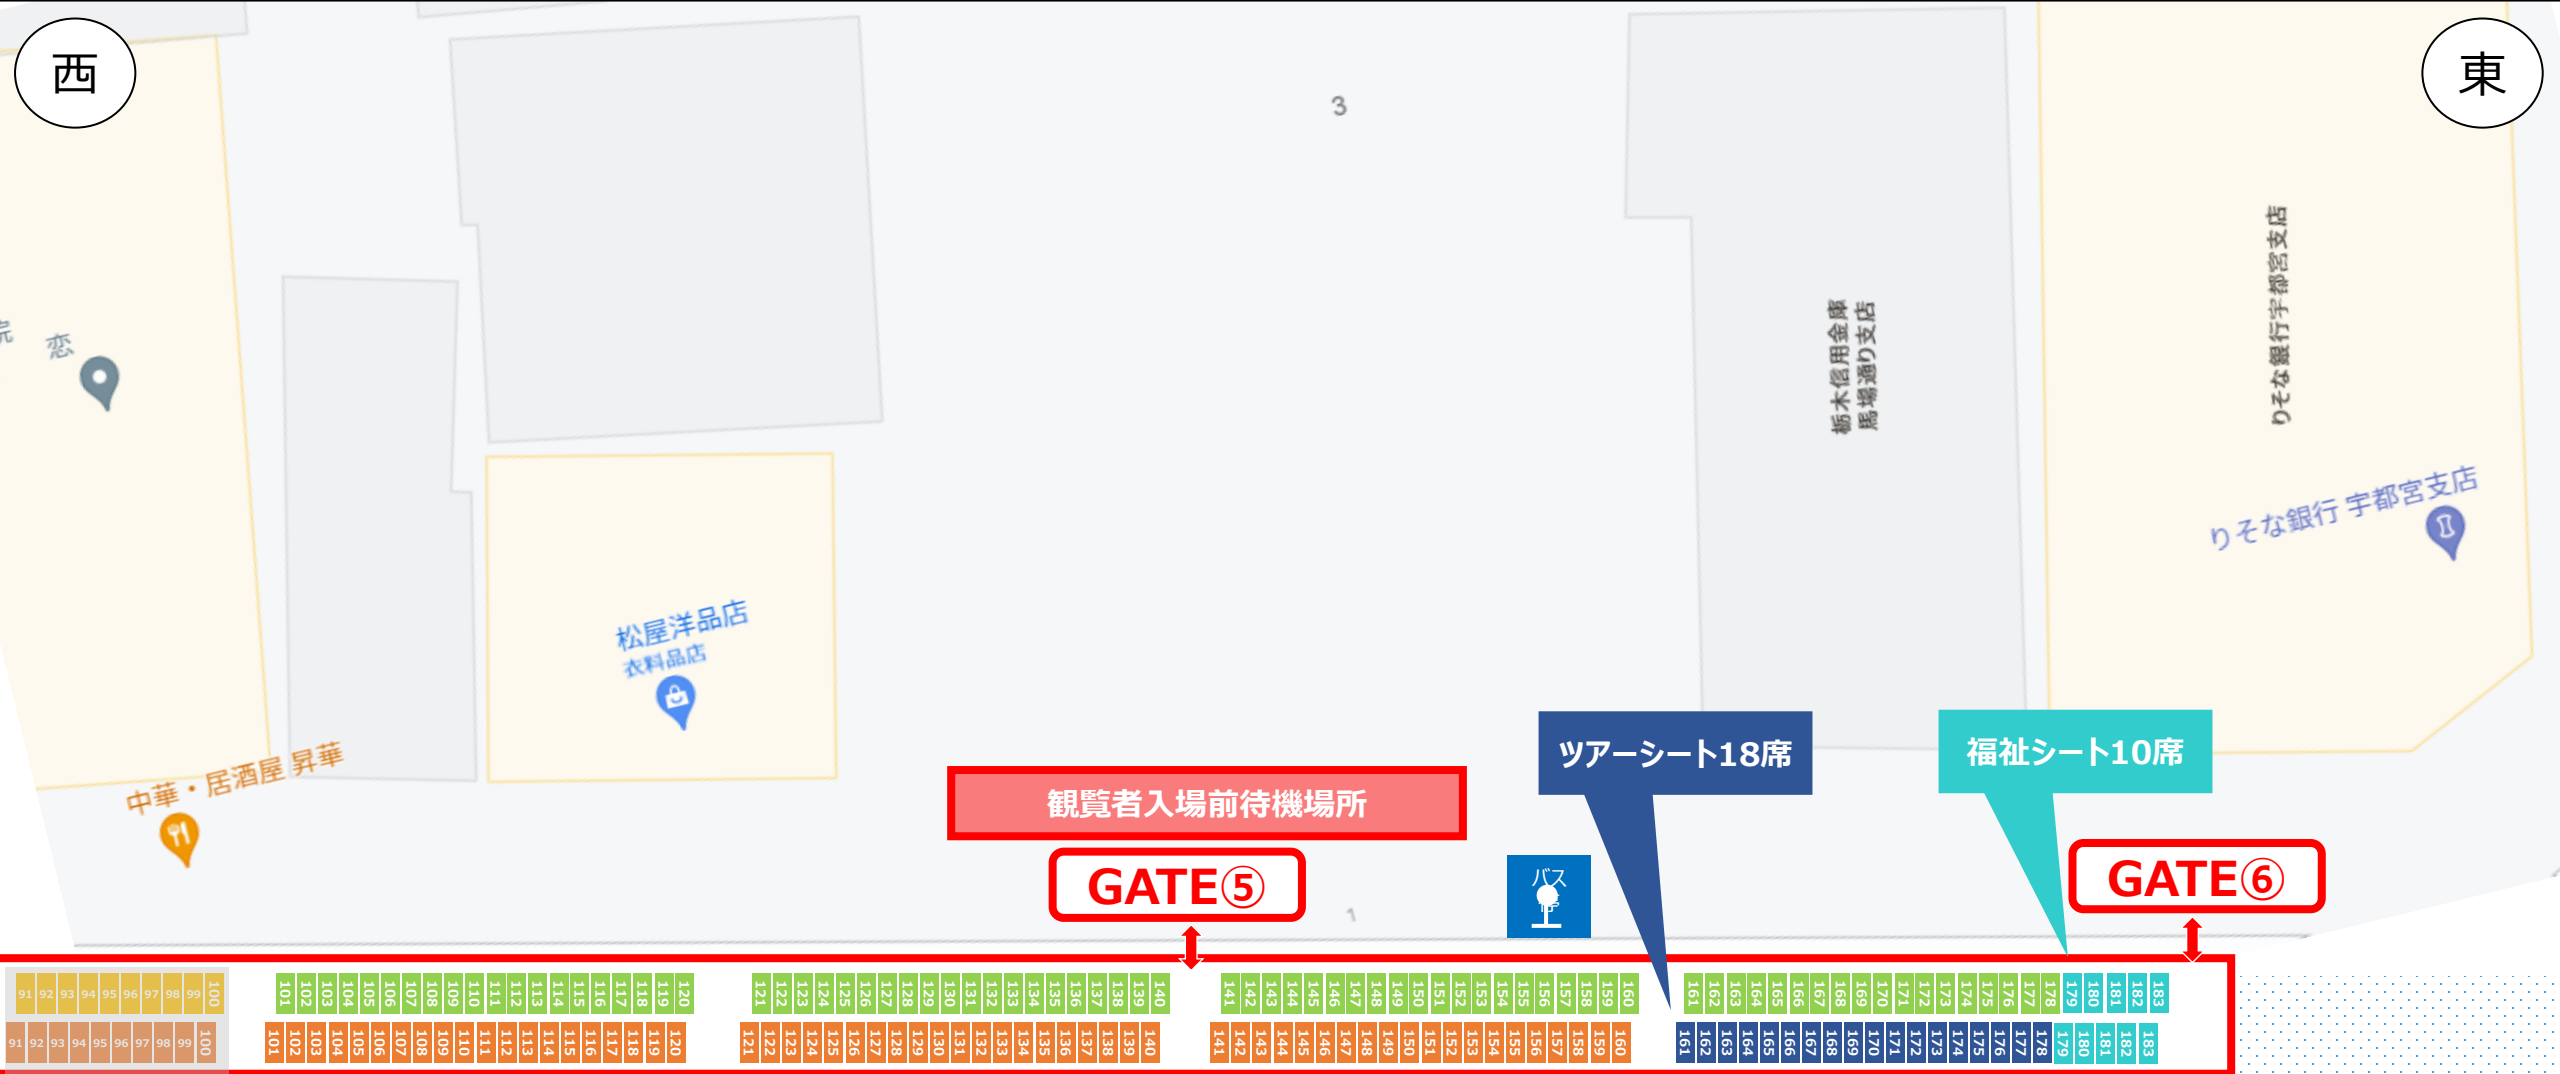 西
東
3
院
恋
栃木信用金庫
馬場通り支店
りそな銀行宇都宮支店
りそな銀行 宇都宮支店
松屋洋品店
衣料品店
中華・居酒屋 昇華
ツアーシート18席
福祉シート10席
観覧者入場前待機場所
GATE⑤
GATE⑥
バス
停
1
91 92 93 94 95 96 97 98 99 100 101 102 103 104 105 106 107 108 109 110 111 112 113 114 115 116 117 118 119 120 121 122 123 124 125 126 127 128 129 130 131 132 133 134 135 136 137 138 139 140 141 142 143 144 145 146 147 148 149 150 151 152 153 154 155 156 157 158 159 160 161 162 163 164 165 166 167 168 169 170 171 172 173 174 175 176 177 178 179 180 181 182 183
91 92 93 94 95 96 97 98 99 100 101 102 103 104 105 106 107 108 109 110 111 112 113 114 115 116 117 118 119 120 121 122 123 124 125 126 127 128 129 130 131 132 133 134 135 136 137 138 139 140 141 142 143 144 145 146 147 148 149 150 151 152 153 154 155 156 157 158 159 160 161 162 163 164 165 166 167 168 169 170 171 172 173 174 175 176 177 178 179 180 181 182 183